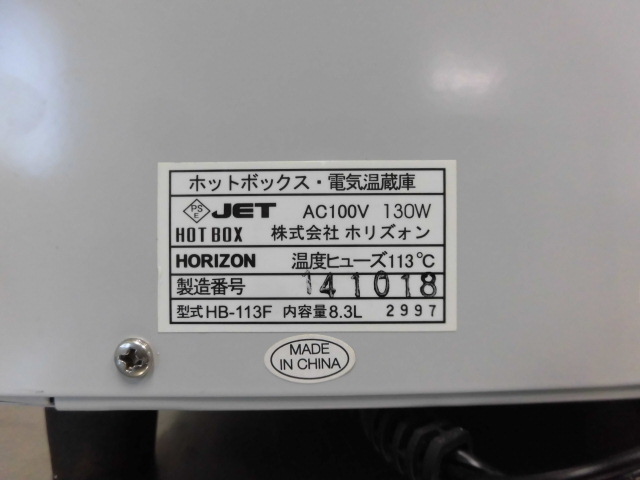 ホットボックス・電気温蔵庫
PSE JET AC100V 130W
HOT BOX 株式会社 ホリズォン
HORIZON 温度ヒューズ113℃
製造番号 141018
型式 HB-113F 内容量8.3L 2997
MADE
IN CHINA